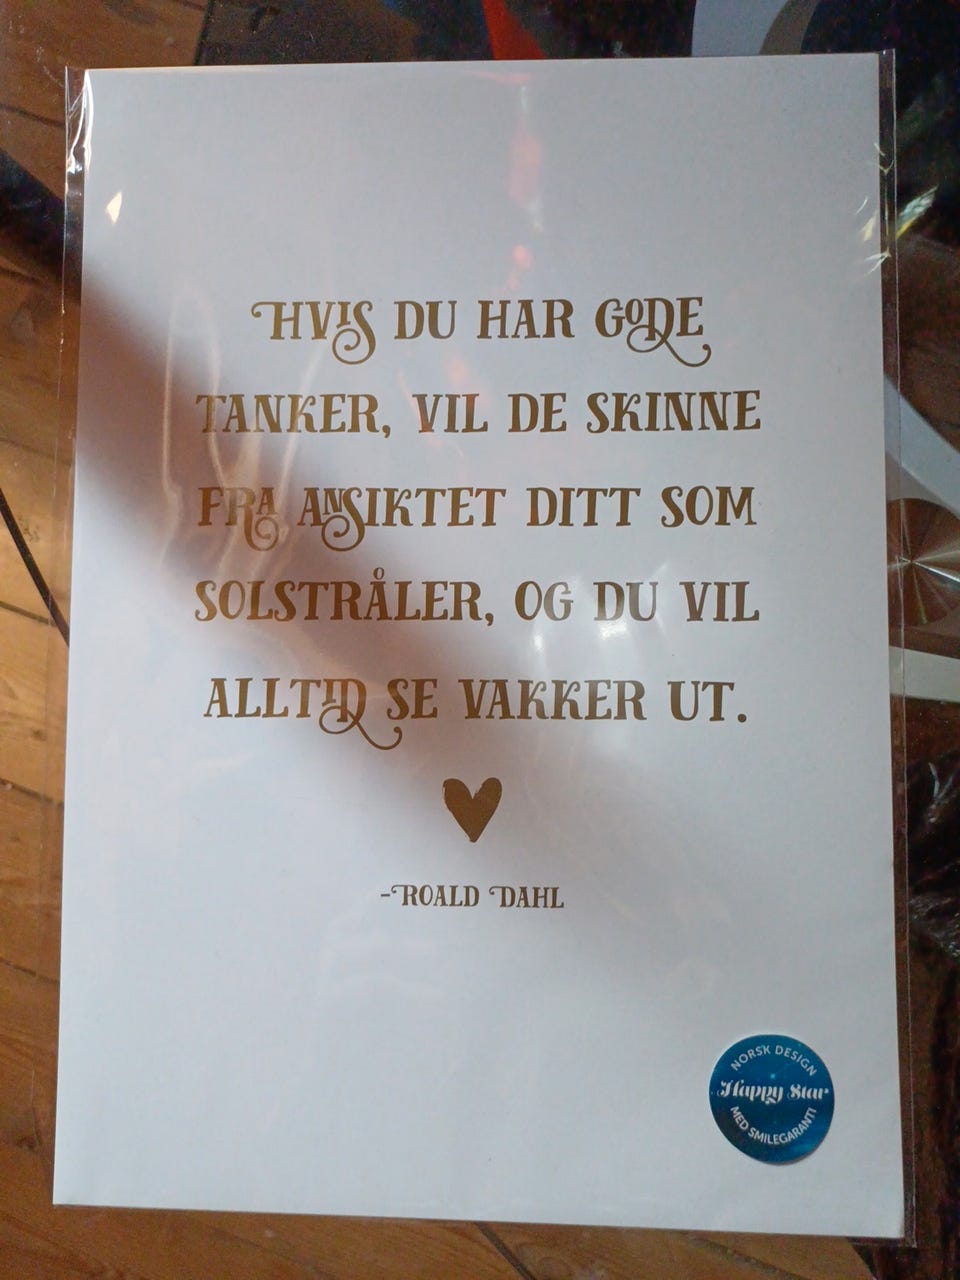 HVIS DU HAR GODE
TANKER, VIL DE SKINNE
FRA ANSIKTET DITT SOM
SOLSTRÅLER, OG DU VIL
ALLTID SE VAKKER UT.
-ROALD DAHL
NORSK DESIGN
Happy Star
MED SMILEGARANTI